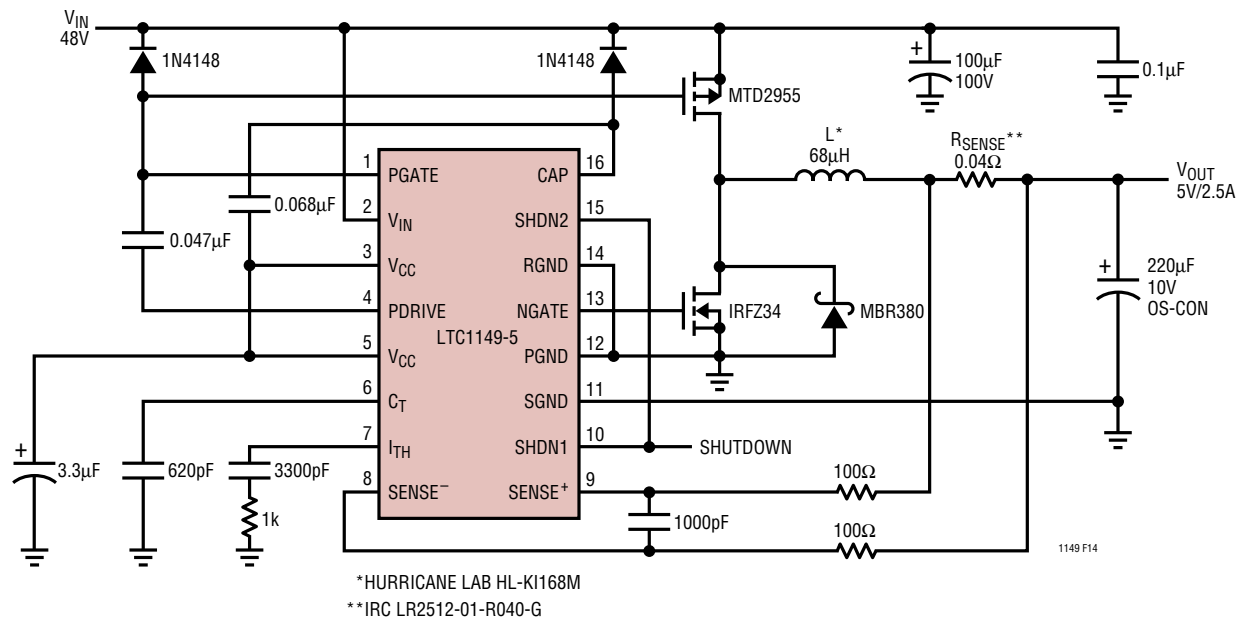 VIN
48V
1N4148
1N4148
MTD2955
+
100µF
100V
0.1µF
L*
68µH
RSENSE**
0.04Ω
VOUT
5V/2.5A
0.068µF
0.047µF
1
PGATE
2
VIN
3
VCC
4
PDRIVE
5
VCC
6
CT
7
ITH
8
SENSE−
LTC1149-5
CAP
16
SHDN2
15
RGND
14
NGATE
13
PGND
12
SGND
11
SHDN1
10
SENSE+
9
IRFZ34
MBR380
+
220µF
10V
OS-CON
SHUTDOWN
+
3.3µF
620pF
3300pF
1k
1000pF
100Ω
100Ω
1149 F14
*HURRICANE LAB HL-KI168M
**IRC LR2512-01-R040-G